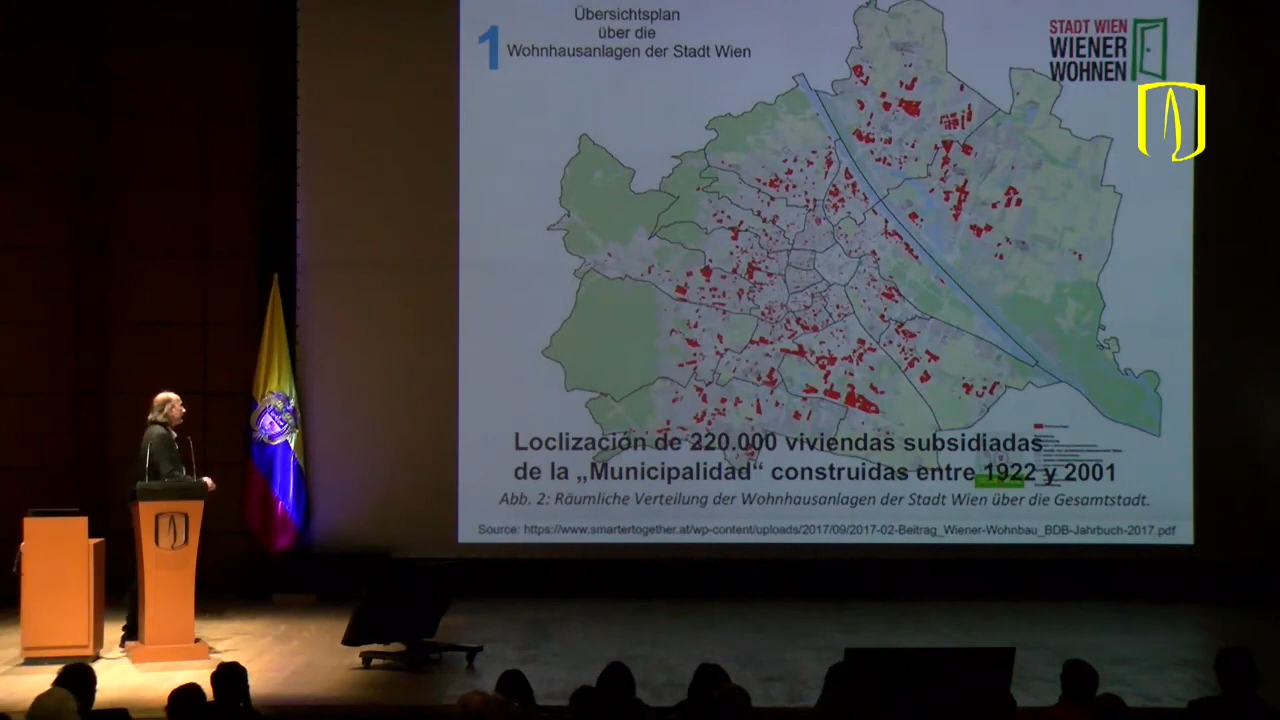 1
Übersichtsplan
über die
Wohnhausanlagen der Stadt Wien
STADT WIEN
WIENER
WOHNEN
Loclización de 220.000 viviendas subsidiadas
de la „Municipalidad“ construidas entre 1922 y 2001
Abb. 2: Räumliche Verteilung der Wohnhausanlagen der Stadt Wien über die Gesamtstadt.
Source: https://www.smartertogether.at/wp-content/uploads/2017/09/2017-02-Beitrag_Wiener-Wohnbau_BDB-Jahrbuch-2017.pdf